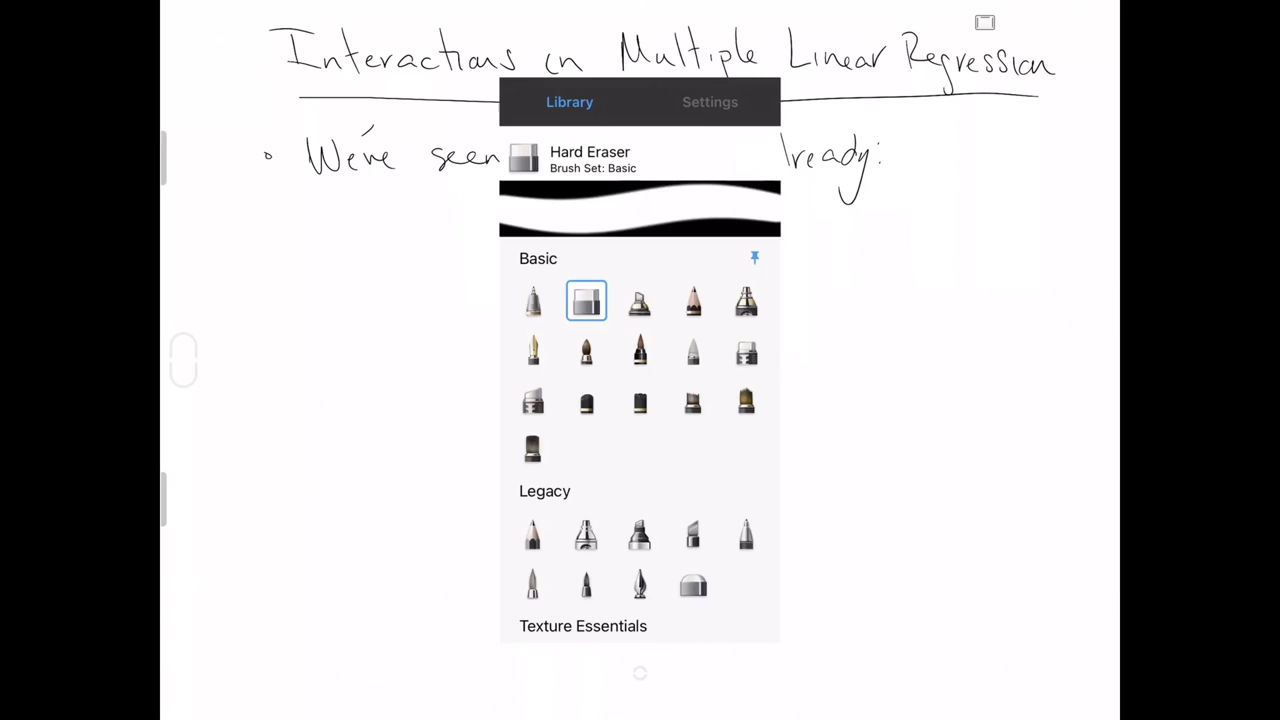 Interactions in Multiple Linear Regression
Library Settings
• We've seen lready:
Hard Eraser
Brush Set: Basic
Basic
Legacy
Texture Essentials